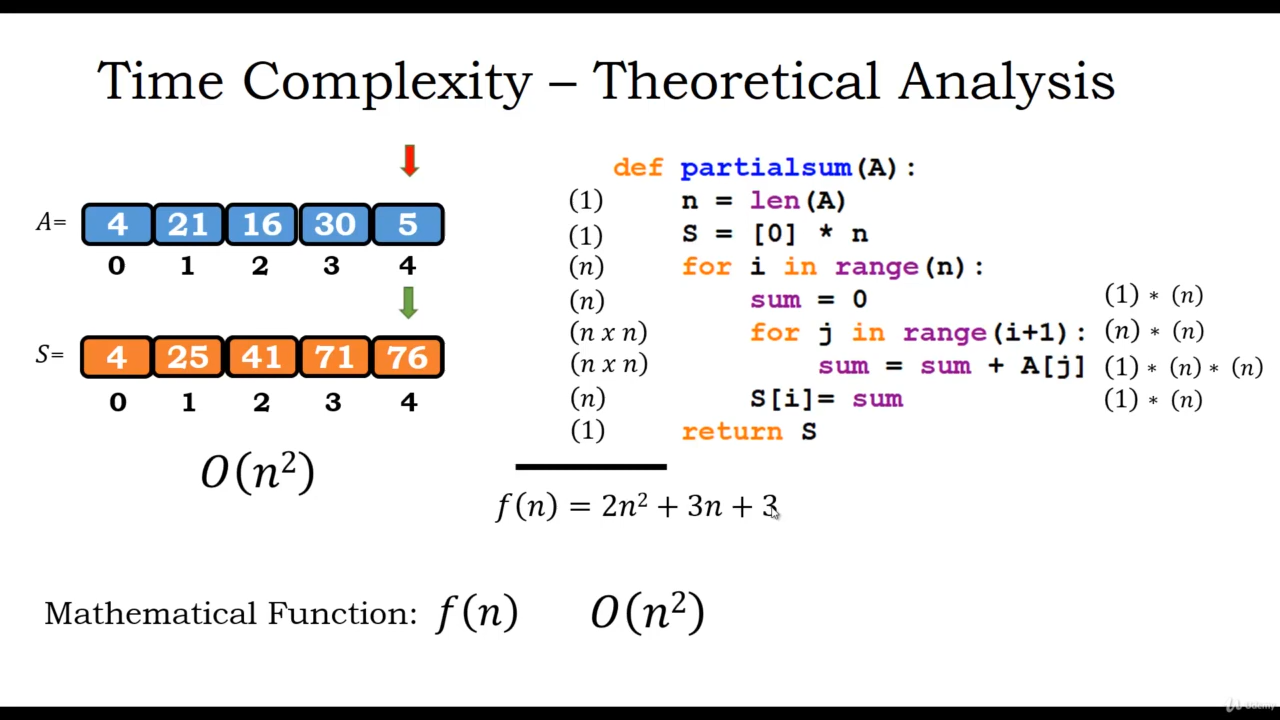 Time Complexity – Theoretical Analysis
A= 4 21 16 30 5
0 1 2 3 4
S= 4 25 41 71 76
0 1 2 3 4
O(n²)
def partialsum(A):
(1) n = len(A)
(1) S = [0] * n
(n) for i in range(n):
(n) sum = 0 (1) ∗ (n)
(n x n) for j in range(i+1): (n) ∗ (n)
(n x n) sum = sum + A[j] (1) ∗ (n) ∗ (n)
(n) S[i]= sum (1) ∗ (n)
(1) return S
f(n) = 2n² + 3n + 3
Mathematical Function: f(n) O(n²)
Udemy